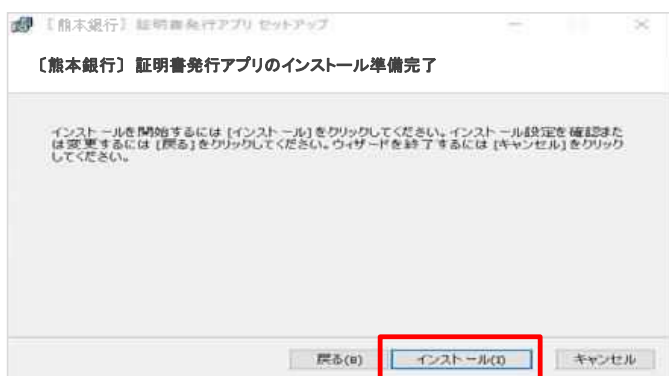 〔熊本銀行〕 証明書発行アプリ セットアップ
〔熊本銀行〕 証明書発行アプリのインストール準備完了
インストールを開始するには [インストール] をクリックしてください。インストール設定を確認また
は変更するには [戻る] をクリックしてください。ウィザードを終了するには [キャンセル] をクリック
してください。
戻る(B) インストール(I) キャンセル